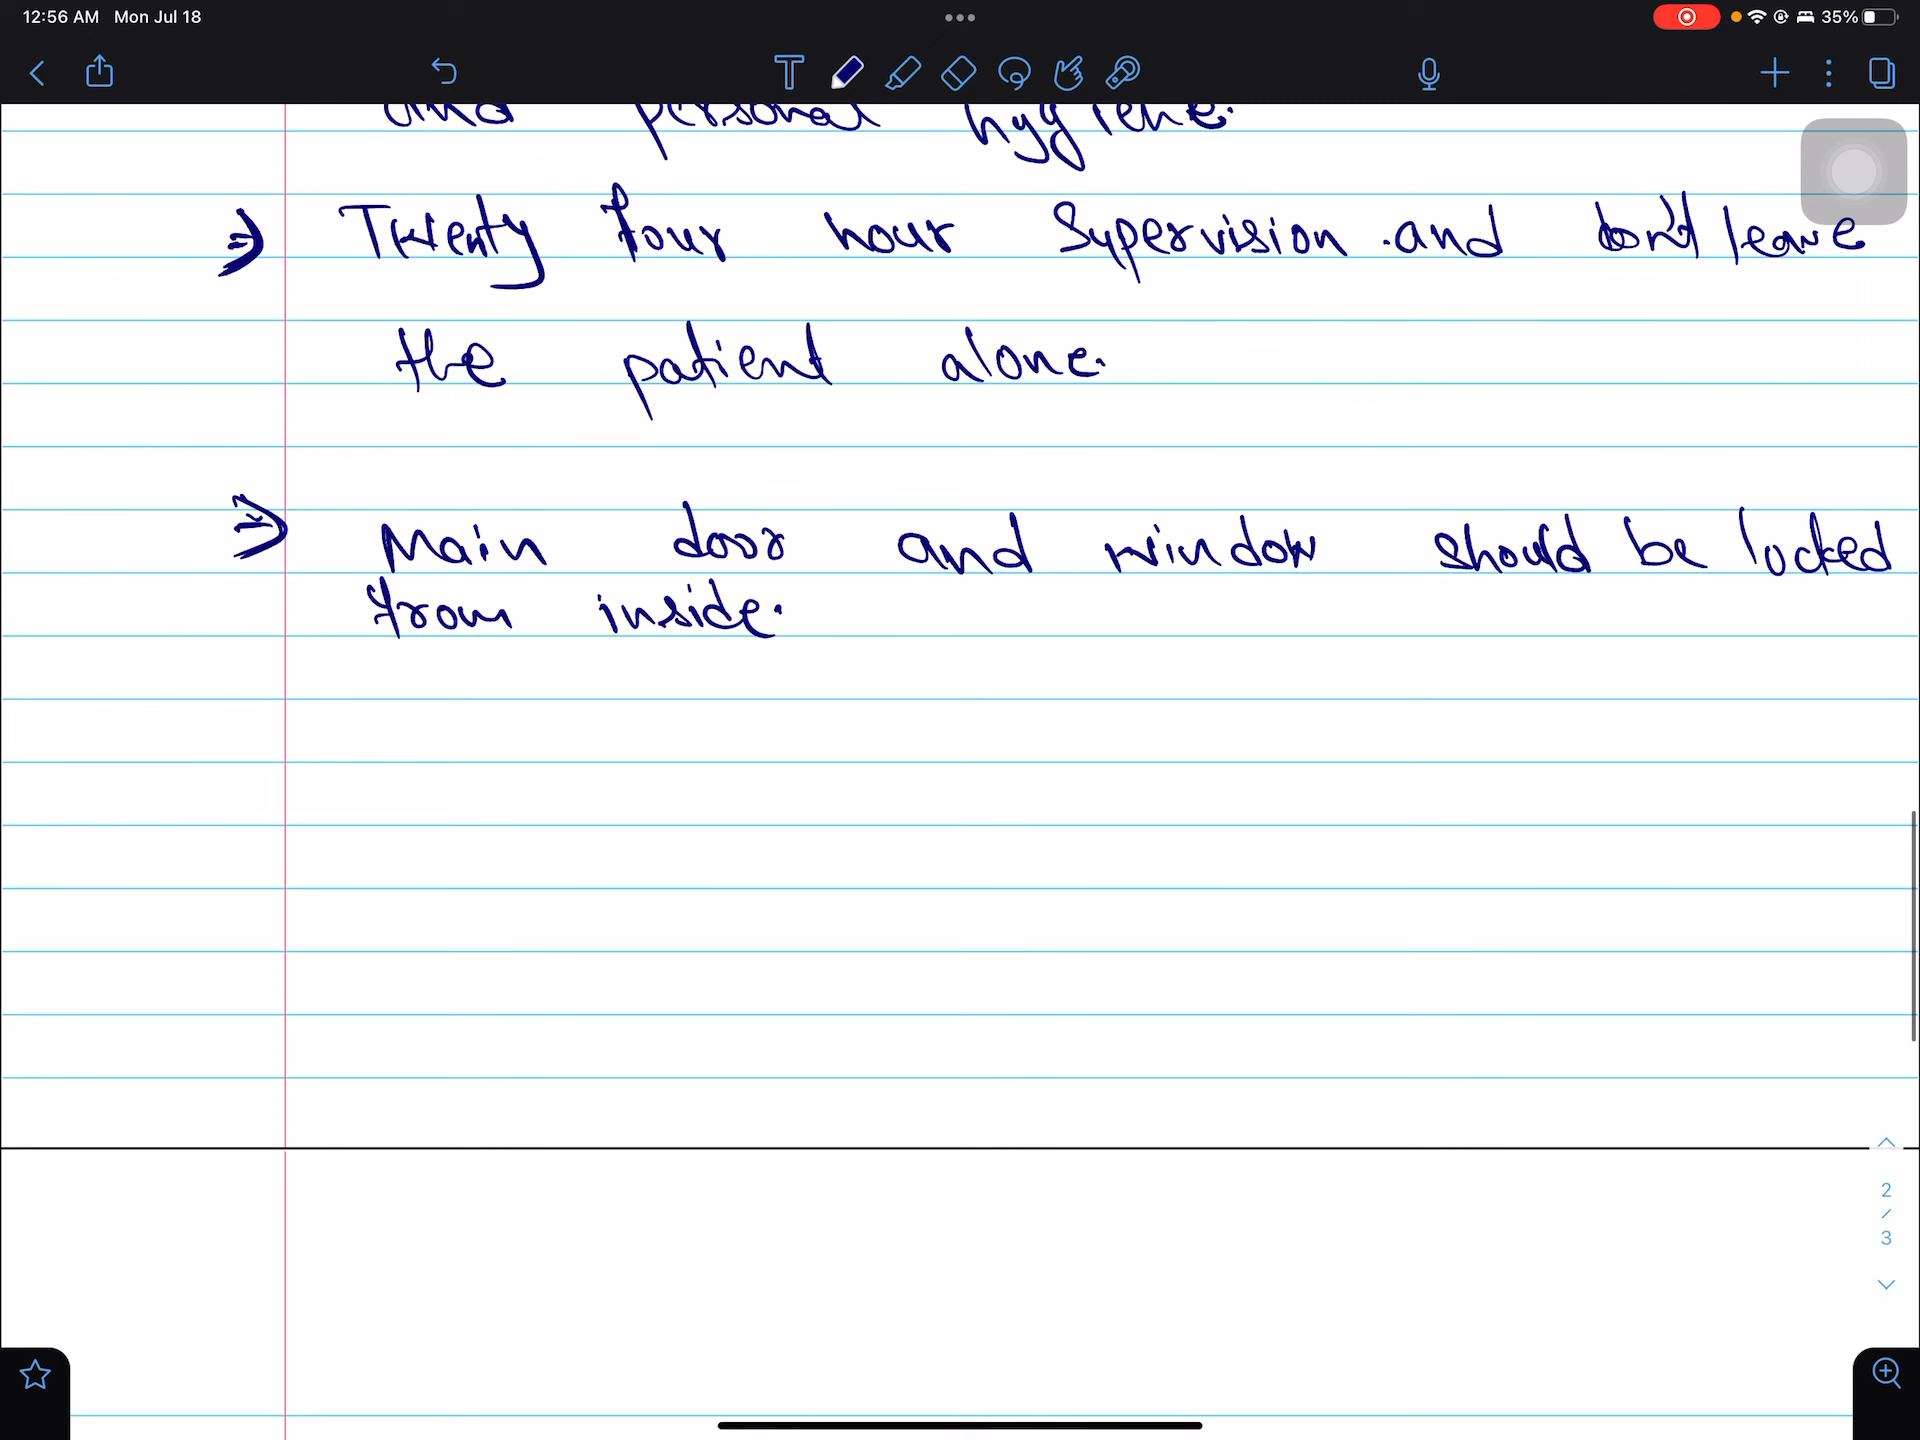 12:56 AM Mon Jul 18
35%
and personal hygiene.
⇒ Twenty four hour Supervision and don't leave
the patient alone.
⇒ Main door and window should be locked
from inside.
2
/
3